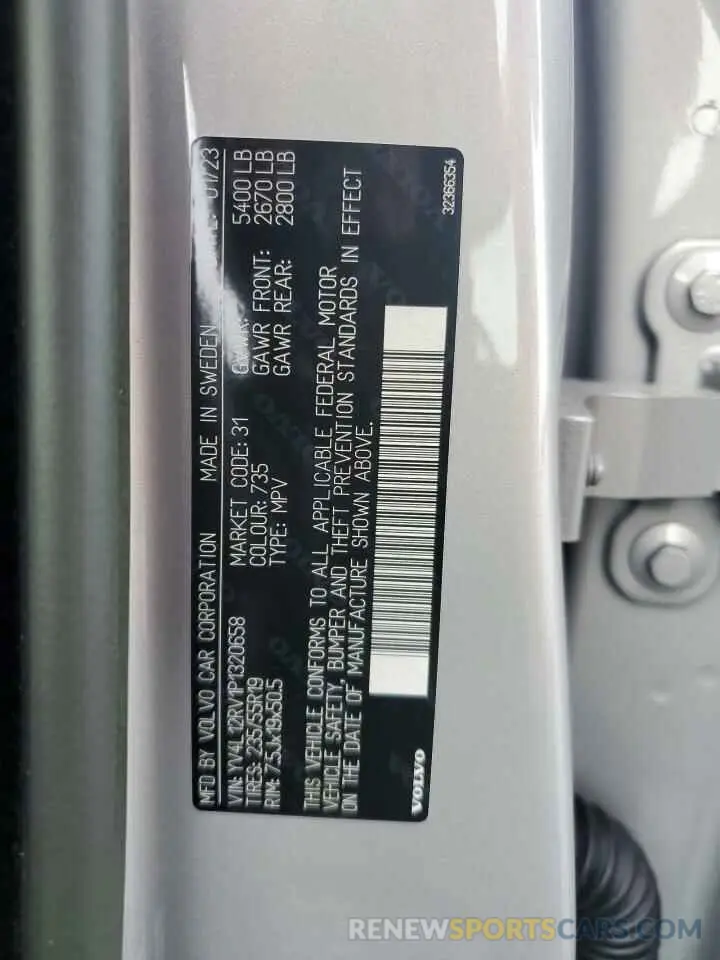 MFD BY VOLVO CAR CORPORATION MADE IN SWEDEN 01/23
VIN: YV4L12RV1P1320658 MARKET CODE: 31 GVWR: 5400 LB
TIRES: 235/55R19 COLOUR: 735 GAWR FRONT: 2670 LB
RIM: 7.5Jx19x50.5 TYPE: MPV GAWR REAR: 2800 LB
THIS VEHICLE CONFORMS TO ALL APPLICABLE FEDERAL MOTOR
VEHICLE SAFETY, BUMPER AND THEFT PREVENTION STANDARDS IN EFFECT
ON THE DATE OF MANUFACTURE SHOWN ABOVE.
VOLVO
32366354
RENEWSPORTSCARS.COM